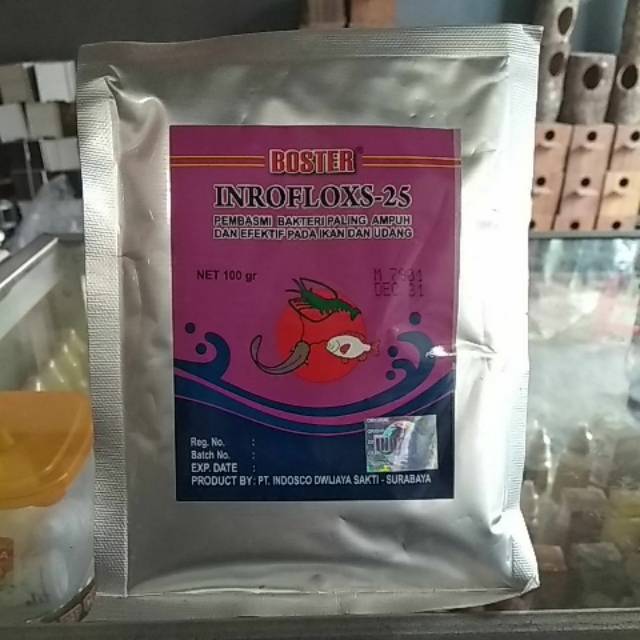 BOSTER®
INROFLOXS-25
PEMBASMI BAKTERI PALING AMPUH
DAN EFEKTIF PADA IKAN DAN UDANG
NET 100 gr
DEC 31
Reg. No. :
Batch No. :
EXP. DATE :
PRODUCT BY : PT. INDOSCO DWIJAYA SAKTI - SURABAYA